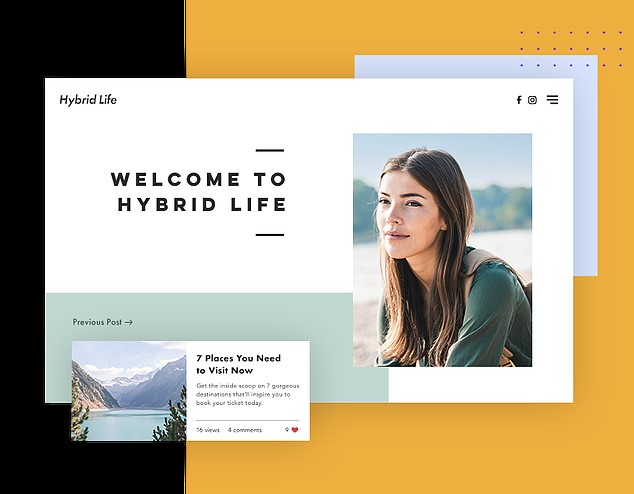 Hybrid Life
WELCOME TO
HYBRID LIFE
Previous Post →
7 Places You Need
to Visit Now
Get the inside scoop on 7 gorgeous
destinations that'll inspire you to
book your ticket today.
16 views 4 comments 9